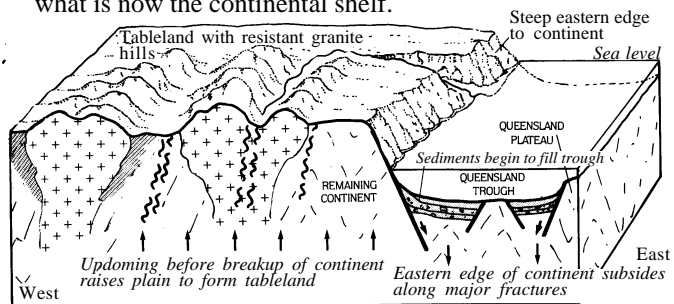 what is now the continental shelf.
Steep eastern edge
to continent
Tableland with resistant granite
hills
Sea level
QUEENSLAND
PLATEAU
Sediments begin to fill trough
QUEENSLAND
TROUGH
REMAINING
CONTINENT
Updoming before breakup of continent
raises plain to form tableland
Eastern edge of continent subsides
along major fractures
West
East